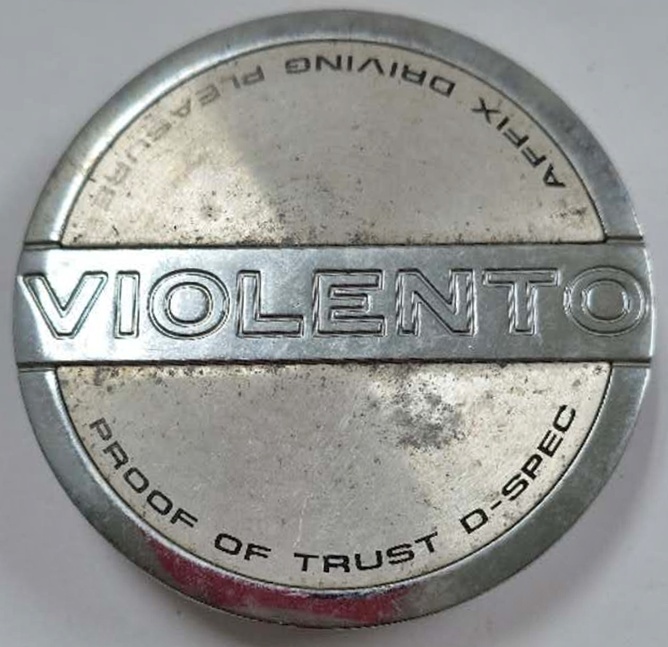 AFFIX DRIVING PLEASURE
VIOLENTO
PROOF OF TRUST D-SPEC